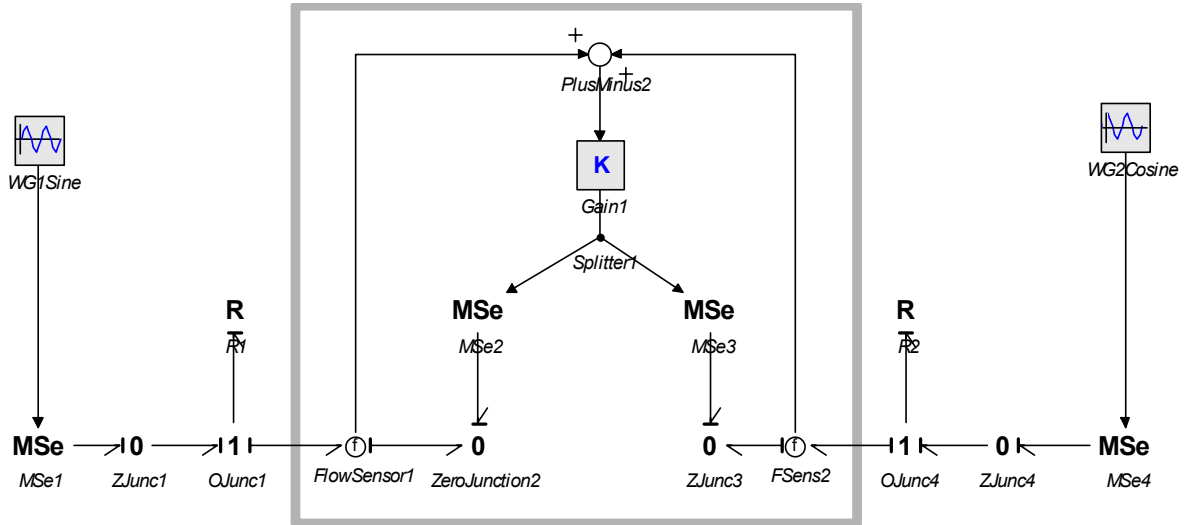 +
PlusMinus2
+
WG1Sine
K
WG2Cosine
Gain1
Splitter1
R
MSe
MSe
R
R1
MSe2
MSe3
R2
MSe
0
1
f
0
0
f
1
0
MSe
MSe1
ZJunc1
OJunc1
FlowSensor1
ZeroJunction2
ZJunc3
FSens2
OJunc4
ZJunc4
MSe4